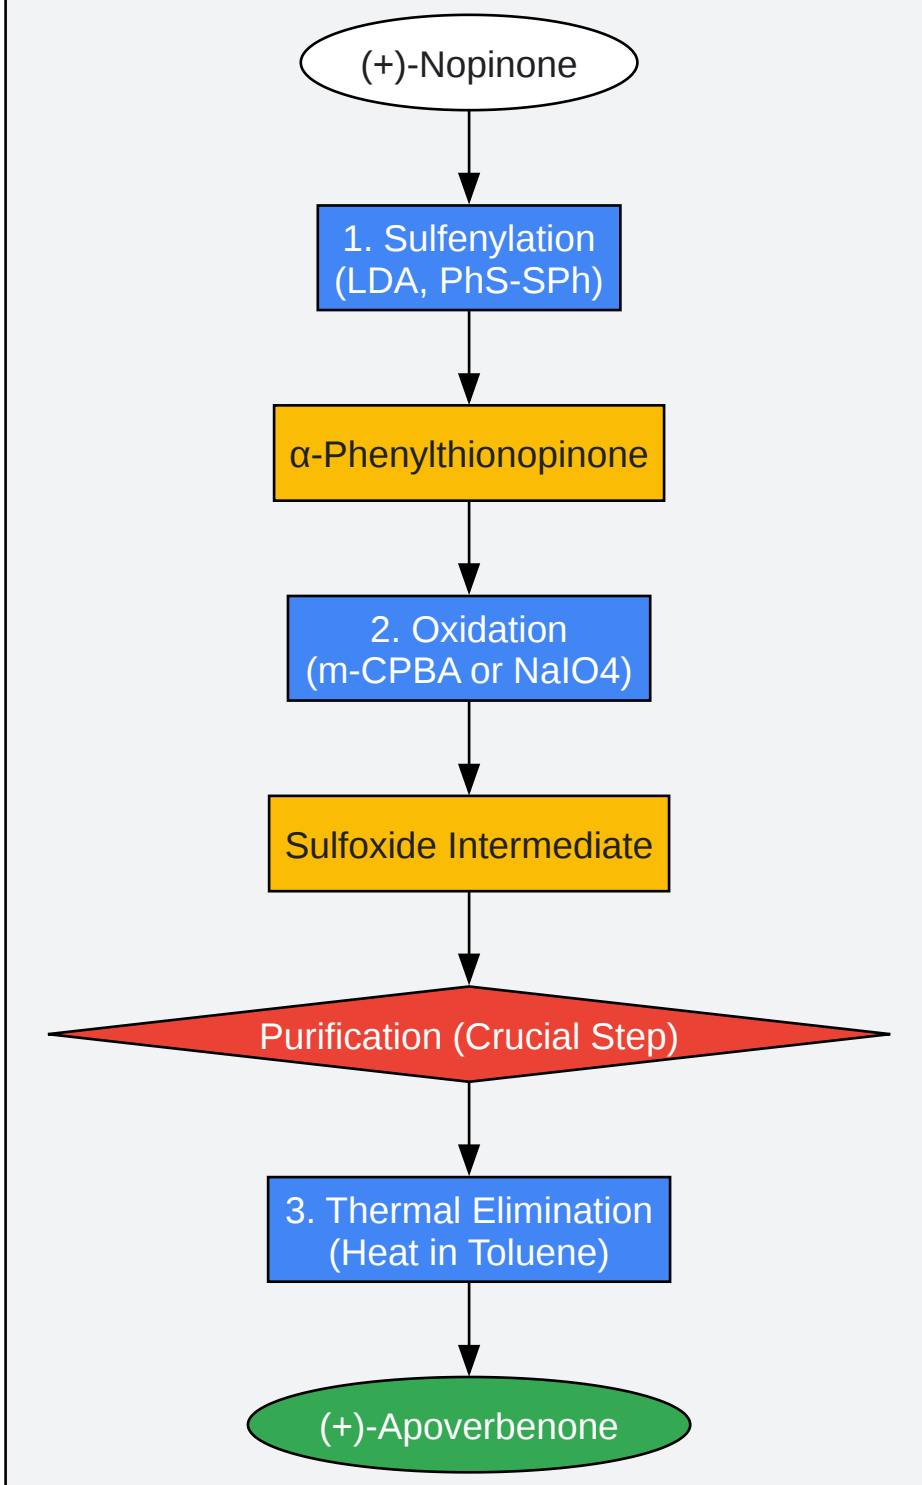 (+)-Nopinone
1. Sulfenylation
(LDA, PhS-SPh)
α-Phenylthionopinone
2. Oxidation
(m-CPBA or NaIO4)
Sulfoxide Intermediate
Purification (Crucial Step)
3. Thermal Elimination
(Heat in Toluene)
(+)-Apoverbenone